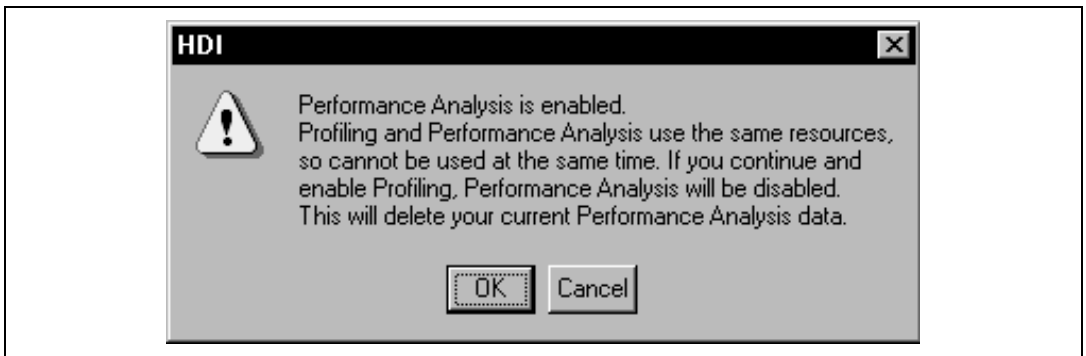 HDI
Performance Analysis is enabled.
Profiling and Performance Analysis use the same resources,
so cannot be used at the same time. If you continue and
enable Profiling, Performance Analysis will be disabled.
This will delete your current Performance Analysis data.
OK
Cancel